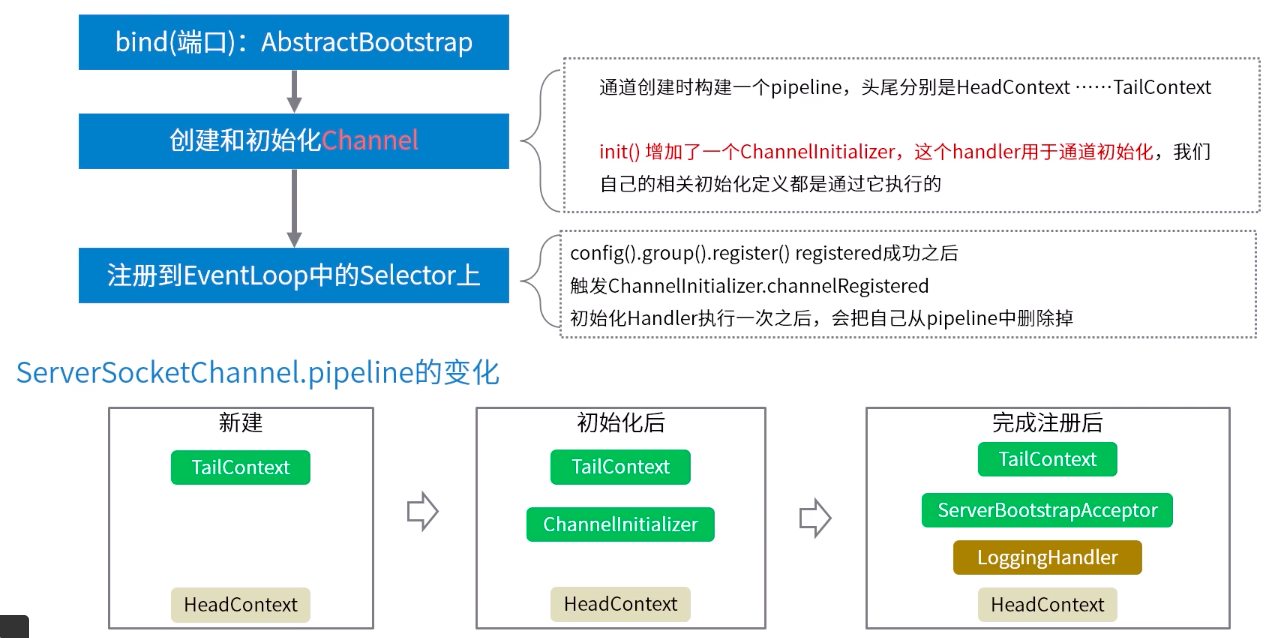 bind(端口)：AbstractBootstrap
创建和初始化Channel
通道创建时构建一个pipeline，头尾分别是HeadContext ……TailContext
init() 增加了一个ChannelInitializer，这个handler用于通道初始化，我们
自己的相关初始化定义都是通过它执行的
注册到EventLoop中的Selector上
config().group().register() registered成功之后
触发ChannelInitializer.channelRegistered
初始化Handler执行一次之后，会把自己从pipeline中删除掉
ServerSocketChannel.pipeline的变化
新建
TailContext
HeadContext
初始化后
TailContext
ChannelInitializer
HeadContext
完成注册后
TailContext
ServerBootstrapAcceptor
LoggingHandler
HeadContext